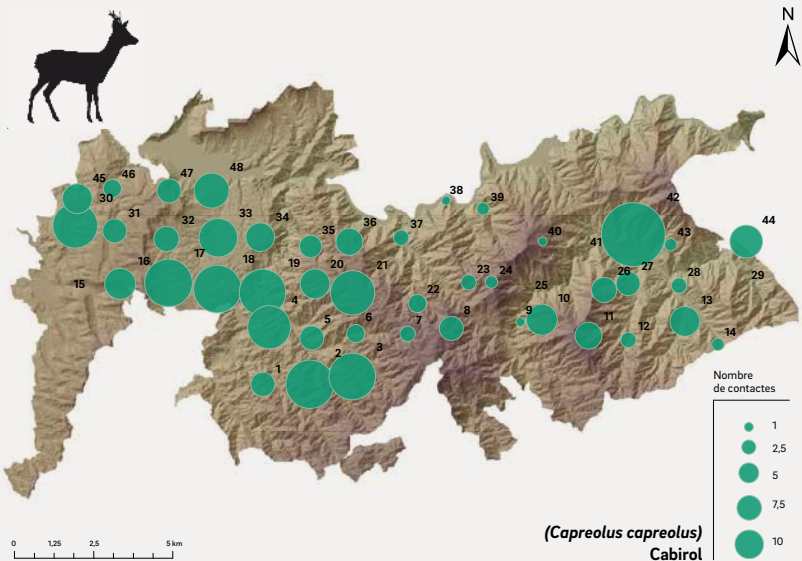 N
45 46 47 48
30
31 32 33 34 35 36 37 38 39 40 41 42 43 44
15 16 17 18 19 20 21 22 23 24 25 26 27 28 29
4 5 6 7 8 9 10 11 12 13 14
1 2 3
Nombre
de contactes
1
2,5
5
7,5
10
(Capreolus capreolus)
Cabirol
0 1,25 2,5 5 km